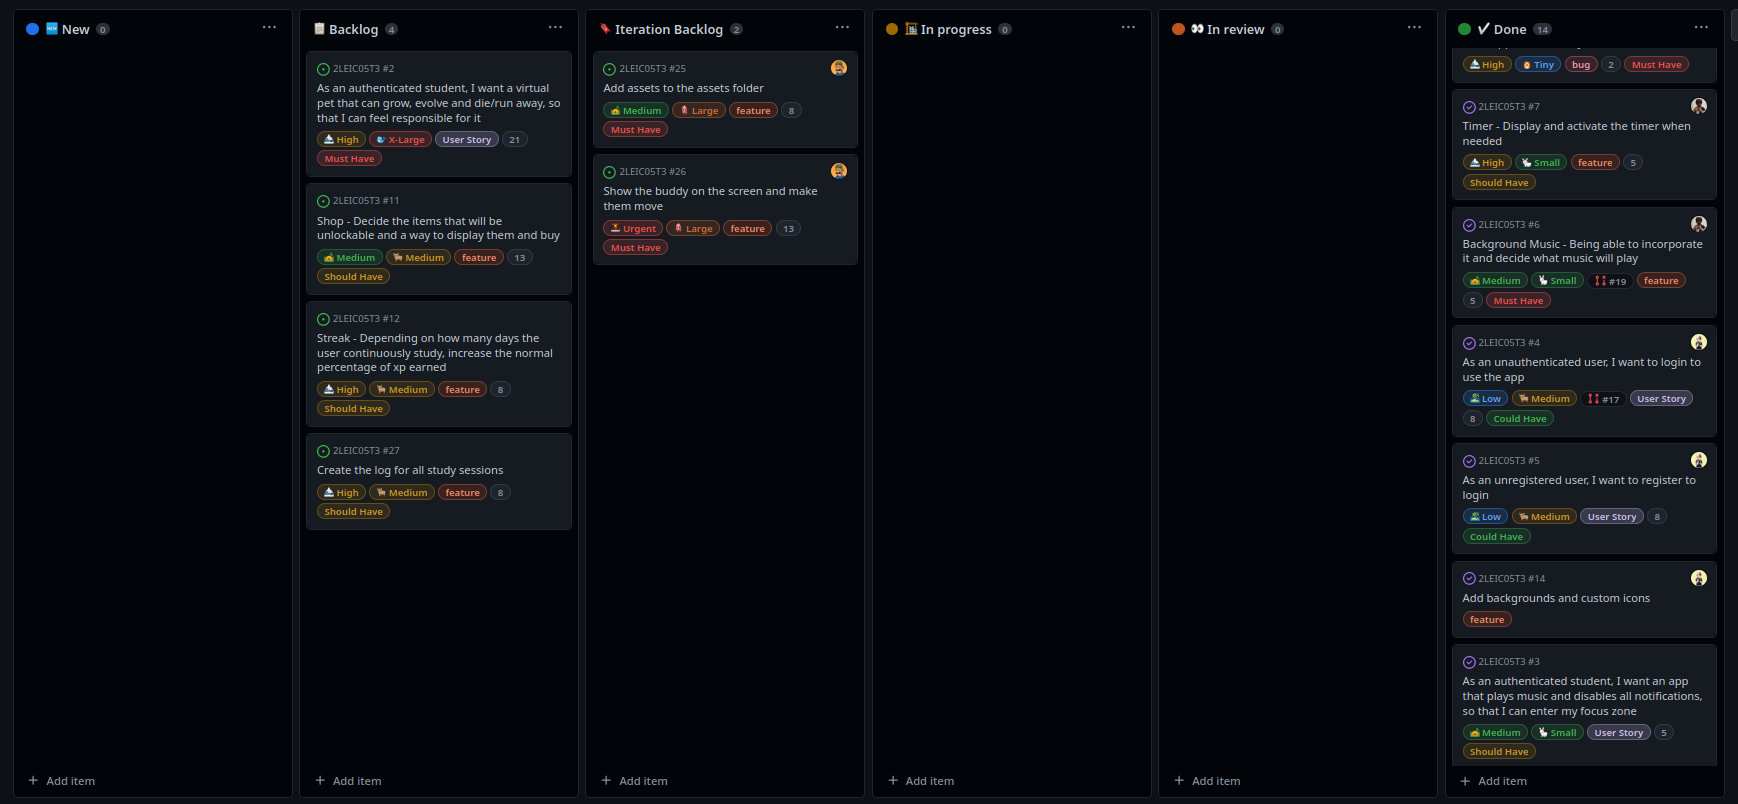 New 0
Backlog 4
2LEIC05T3 #2
As an authenticated student, I want a virtual
pet that can grow, evolve and die/run away, so
that I can feel responsible for it
High X-Large User Story 21
Must Have
2LEIC05T3 #11
Shop - Decide the items that will be
unlockable and a way to display them and buy
Medium Medium feature 13
Should Have
2LEIC05T3 #12
Streak - Depending on how many days the
user continuously study, increase the normal
percentage of xp earned
High Medium feature 8
Should Have
2LEIC05T3 #27
Create the log for all study sessions
High Medium feature 8
Should Have
Iteration Backlog 2
2LEIC05T3 #25
Add assets to the assets folder
Medium Large feature 8
Must Have
2LEIC05T3 #26
Show the buddy on the screen and make
them move
Urgent Large feature 13
Must Have
In progress 0
In review 0
Done 14
High Tiny bug 2 Must Have
2LEIC05T3 #7
Timer - Display and activate the timer when
needed
High Small feature 5
Should Have
2LEIC05T3 #6
Background Music - Being able to incorporate
it and decide what music will play
Medium Small #19 feature
5 Must Have
2LEIC05T3 #4
As an unauthenticated user, I want to login to
use the app
Low Medium #17 User Story
8 Could Have
2LEIC05T3 #5
As an unregistered user, I want to register to
login
Low Medium User Story 8
Could Have
2LEIC05T3 #14
Add backgrounds and custom icons
feature
2LEIC05T3 #3
As an authenticated student, I want an app
that plays music and disables all notifications,
so that I can enter my focus zone
Medium Small User Story 5
Should Have
+ Add item
+ Add item
+ Add item
+ Add item
+ Add item
+ Add item